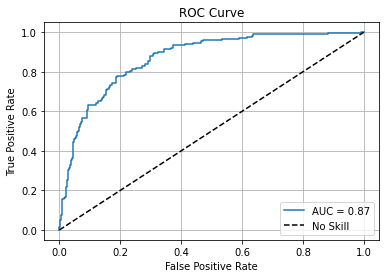 ROC Curve
True Positive Rate
1.0
0.8
0.6
0.4
0.2
0.0
AUC = 0.87
No Skill
0.0 0.2 0.4 0.6 0.8 1.0
False Positive Rate